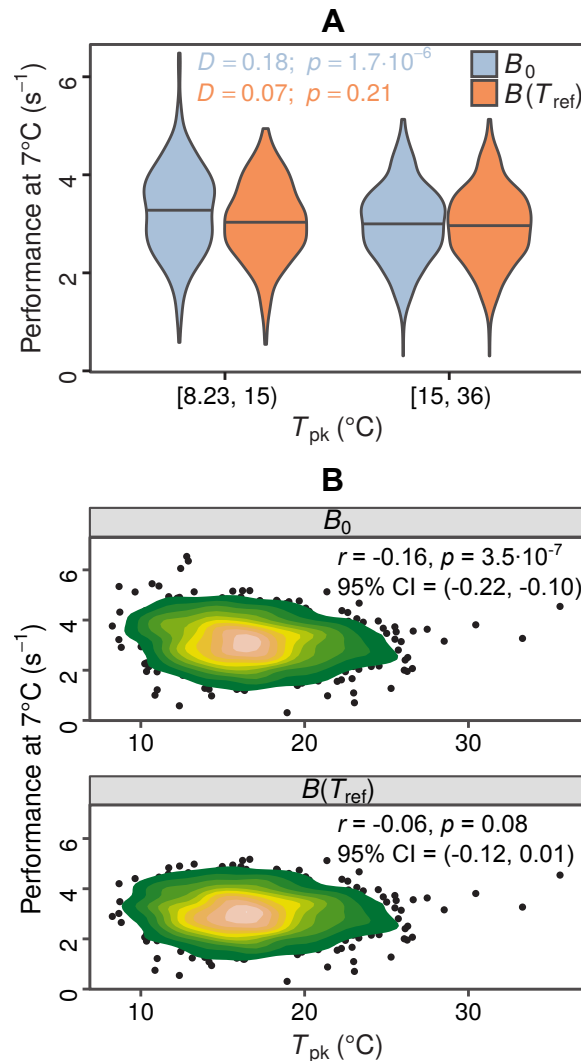 A
D = 0.18; p = 1.7·10⁻⁶
D = 0.07; p = 0.21
B₀
B(T_ref)
Performance at 7°C (s⁻¹)
6
4
2
0
[8.23, 15)
[15, 36)
T_pk (°C)
B
B₀
r = -0.16, p = 3.5·10⁻⁷
95% CI = (-0.22, -0.10)
6
4
2
0
10
20
30
B(T_ref)
r = -0.06, p = 0.08
95% CI = (-0.12, 0.01)
6
4
2
0
10
20
30
Performance at 7°C (s⁻¹)
T_pk (°C)